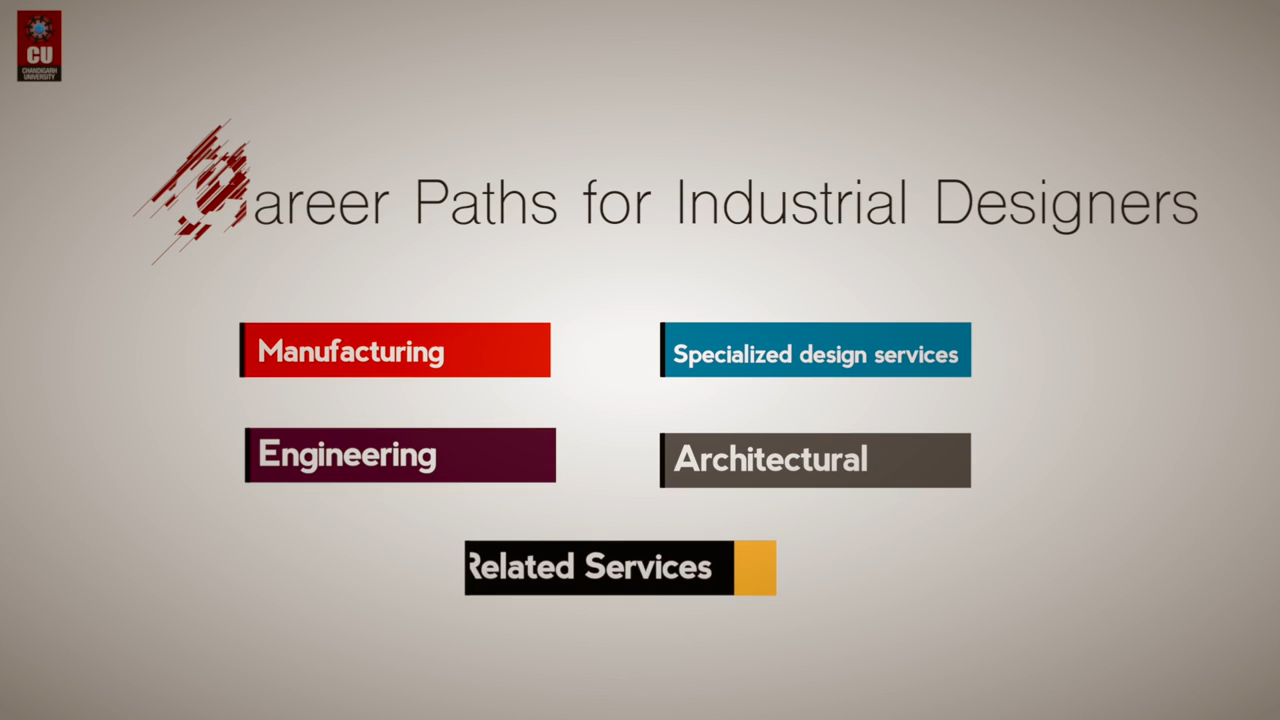 CU
CHANDIGARH
UNIVERSITY
areer Paths for Industrial Designers
Manufacturing
Specialized design services
Engineering
Architectural
Related Services